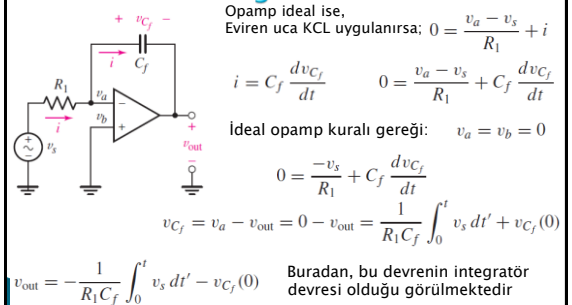 Opamp ideal ise,
Eviren uca KCL uygulanırsa; 0 = (v_a − v_s)/R_1 + i
+ v_{C_f} −
i C_f
i = C_f dv_{C_f}/dt 0 = (v_a − v_s)/R_1 + C_f dv_{C_f}/dt
R_1
v_a −
v_b +
i
v_s
+
v_out
−
İdeal opamp kuralı gereği: v_a = v_b = 0
0 = −v_s/R_1 + C_f dv_{C_f}/dt
v_{C_f} = v_a − v_out = 0 − v_out = 1/(R_1C_f) ∫_0^t v_s dt′ + v_{C_f}(0)
v_out = − 1/(R_1C_f) ∫_0^t v_s dt′ − v_{C_f}(0)
Buradan, bu devrenin integratör
devresi olduğu görülmektedir